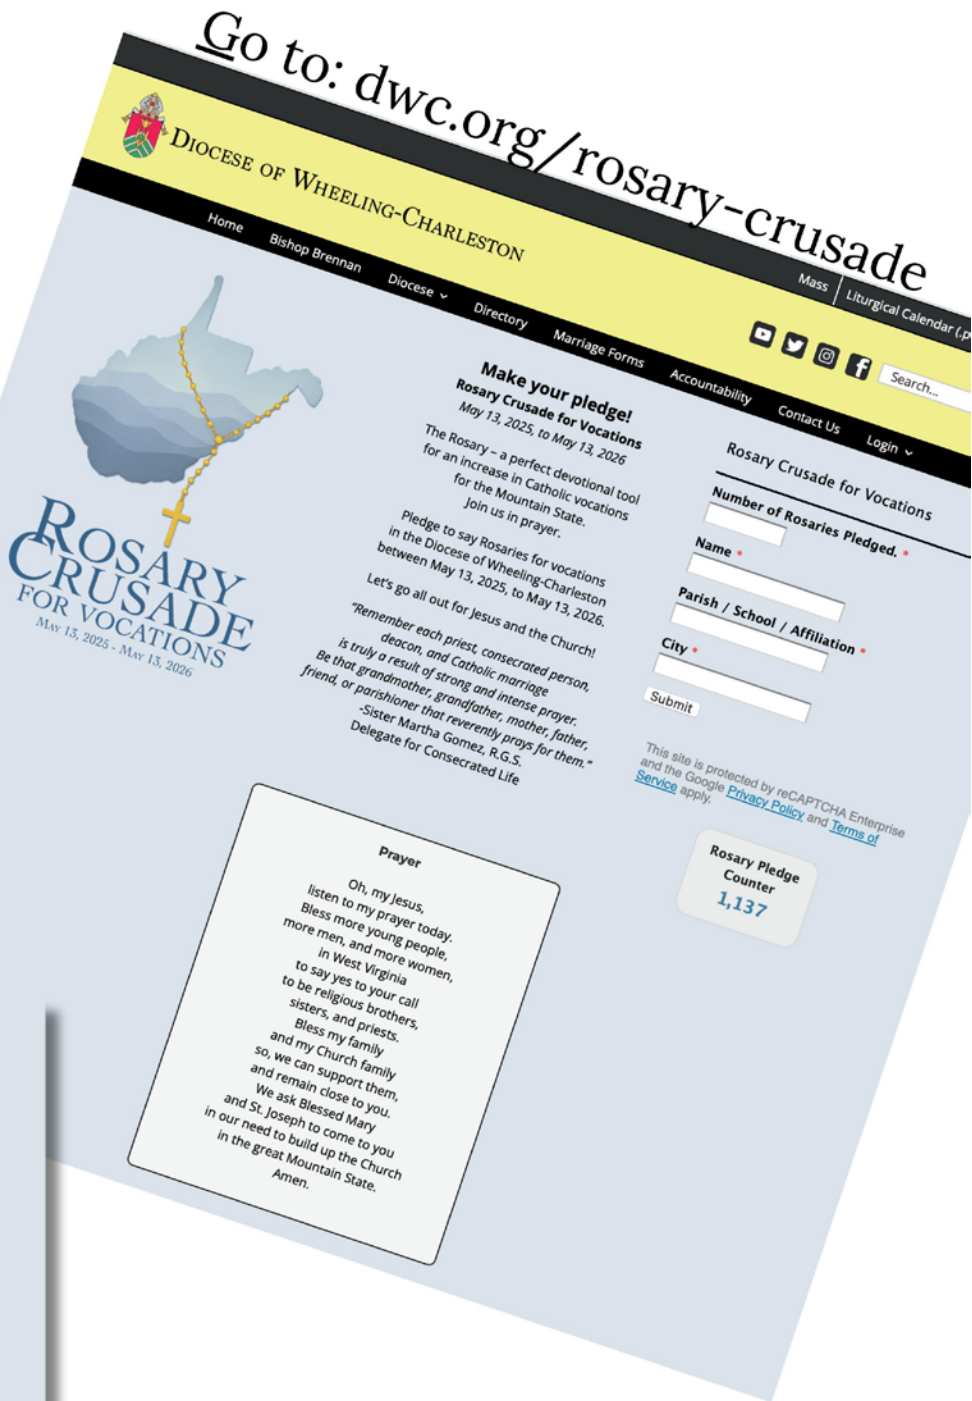 Go to: dwc.org/rosary-crusade
Mass
Liturgical Calendar (.p
DIOCESE OF WHEELING-CHARLESTON
Search...
Home
Bishop Brennan
Diocese
Directory
Marriage Forms
Accountability
Contact Us
Login
ROSARY
CRUSADE
FOR VOCATIONS
MAY 13, 2025 - MAY 13, 2026
Make your pledge!
Rosary Crusade for Vocations
May 13, 2025, to May 13, 2026
The Rosary – a perfect devotional tool
for an increase in Catholic vocations
for the Mountain State.
Join us in prayer.
Pledge to say Rosaries for vocations
in the Diocese of Wheeling-Charleston
between May 13, 2025, to May 13, 2026.
Let's go all out for Jesus and the Church!
"Remember each priest, consecrated person,
deacon, and Catholic marriage
is truly a result of strong and intense prayer.
Be that grandmother, grandfather, mother, father,
friend, or parishioner that reverently prays for them."
-Sister Martha Gomez, R.G.S.
Delegate for Consecrated Life
Rosary Crusade for Vocations
Number of Rosaries Pledged. *
Name *
Parish / School / Affiliation *
City *
Submit
This site is protected by reCAPTCHA Enterprise
and the Google Privacy Policy and Terms of
Service apply.
Rosary Pledge
Counter
1,137
Prayer
Oh, my Jesus,
listen to my prayer today.
Bless more young people,
more men, and more women,
in West Virginia
to say yes to your call
to be religious brothers,
sisters, and priests.
Bless my family
and my Church family
so, we can support them,
and remain close to you.
We ask Blessed Mary
and St. Joseph to come to you
in our need to build up the Church
in the great Mountain State.
Amen.